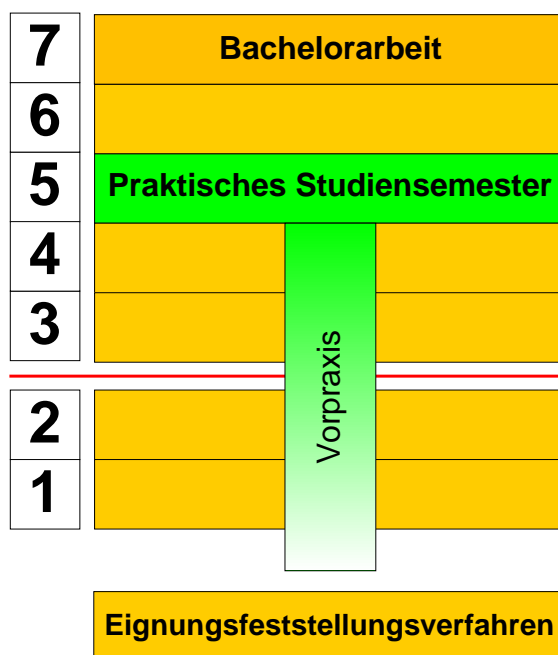 7 Bachelorarbeit
6
5 Praktisches Studiensemester
4
3
Vorpraxis
2
1
Eignungsfeststellungsverfahren